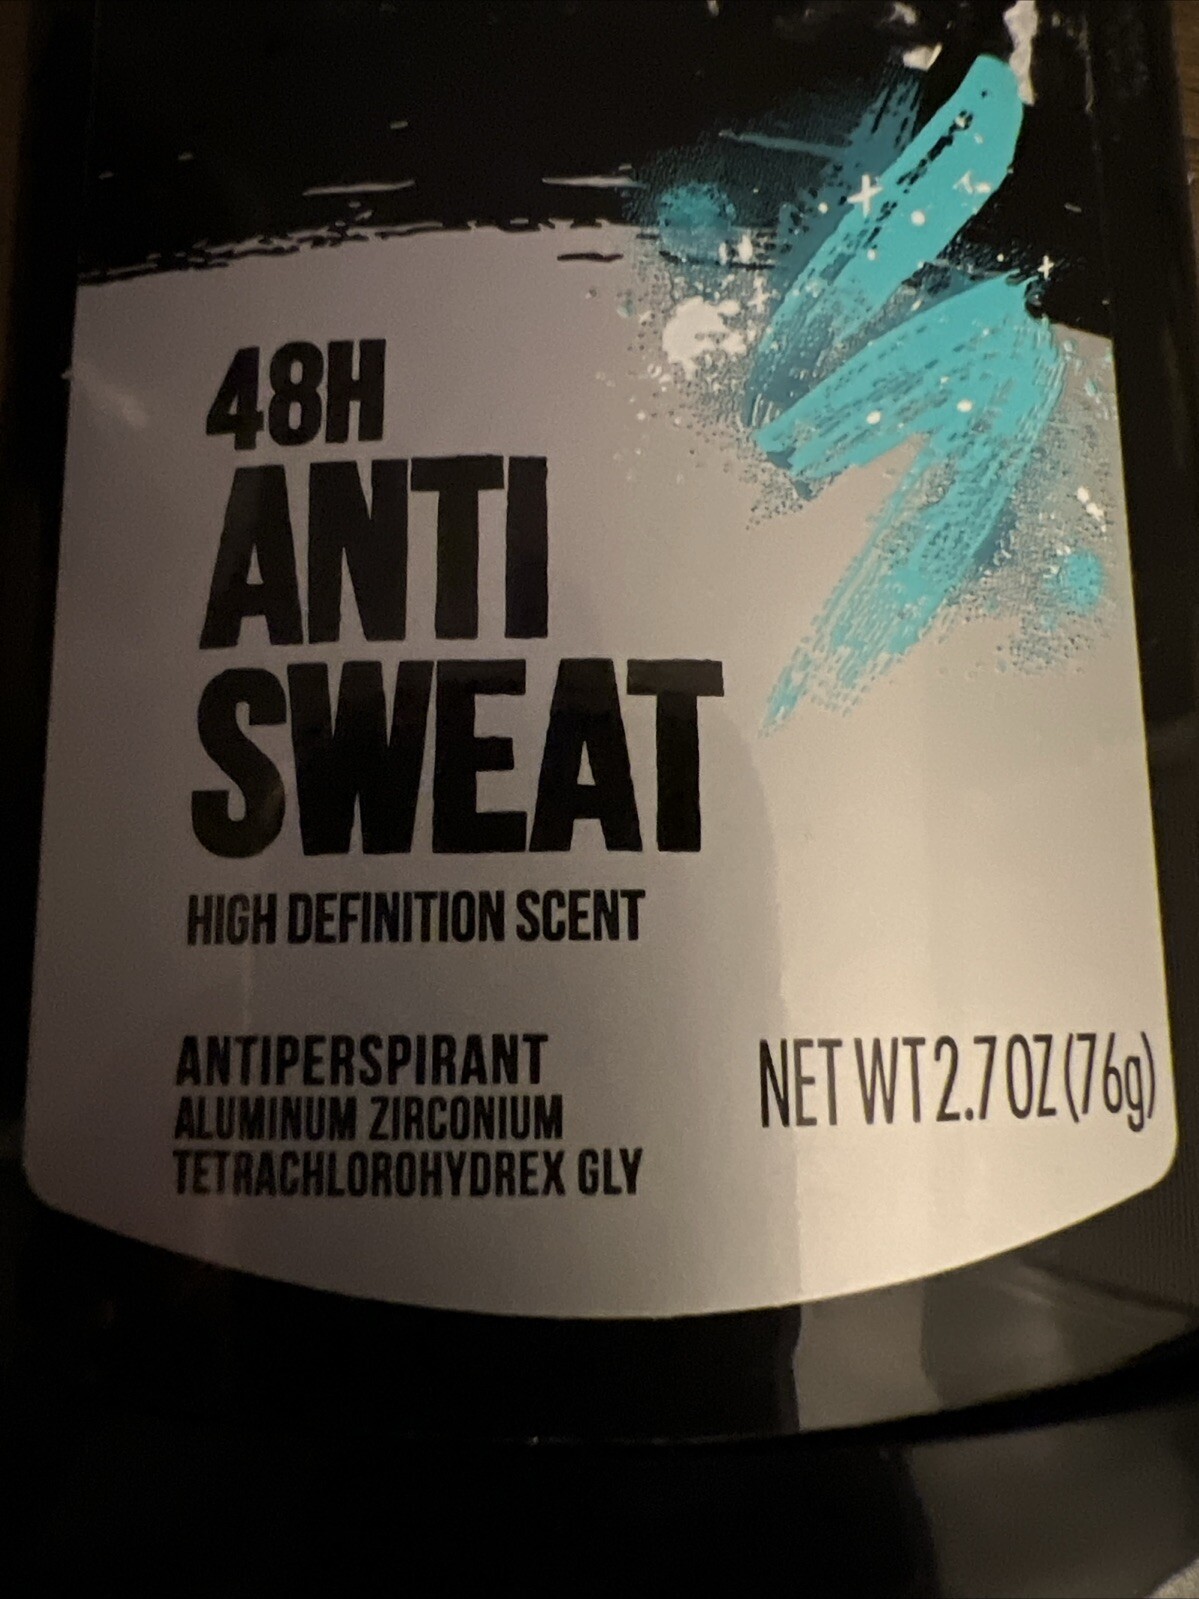 48H
ANTI
SWEAT
HIGH DEFINITION SCENT
ANTIPERSPIRANT
ALUMINUM ZIRCONIUM
TETRACHLOROHYDREX GLY
NET WT 2.7 OZ (76g)